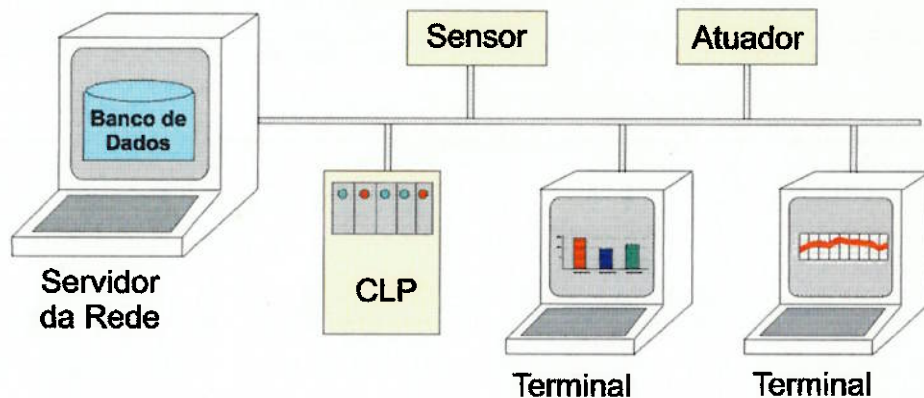 Sensor
Atuador
Banco de
Dados
Servidor
da Rede
CLP
Terminal
Terminal